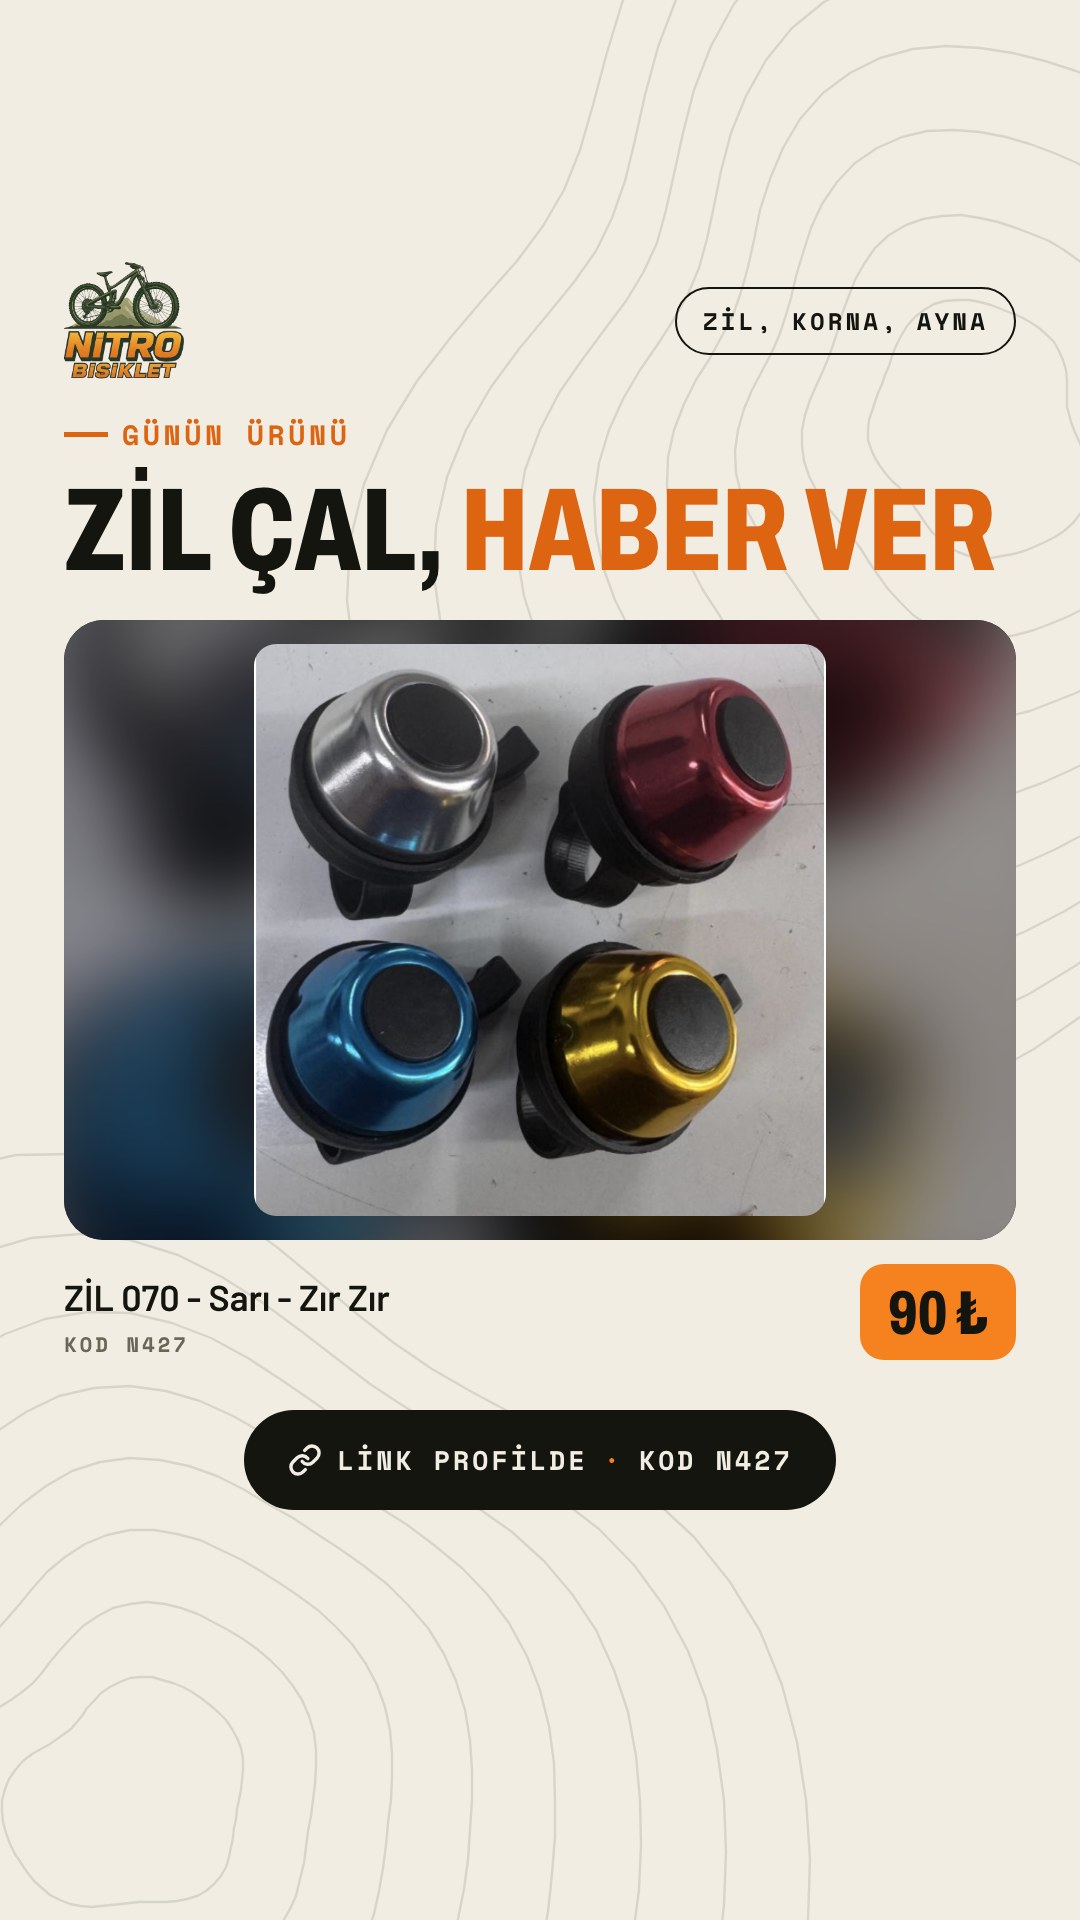 NiTRO
BISIKLET
ZİL, KORNA, AYNA
GÜNÜN ÜRÜNÜ
ZİL ÇAL, HABER VER
ZİL 070 - Sarı - Zır Zır
KOD N427
90 ₺
LİNK PROFİLDE · KOD N427